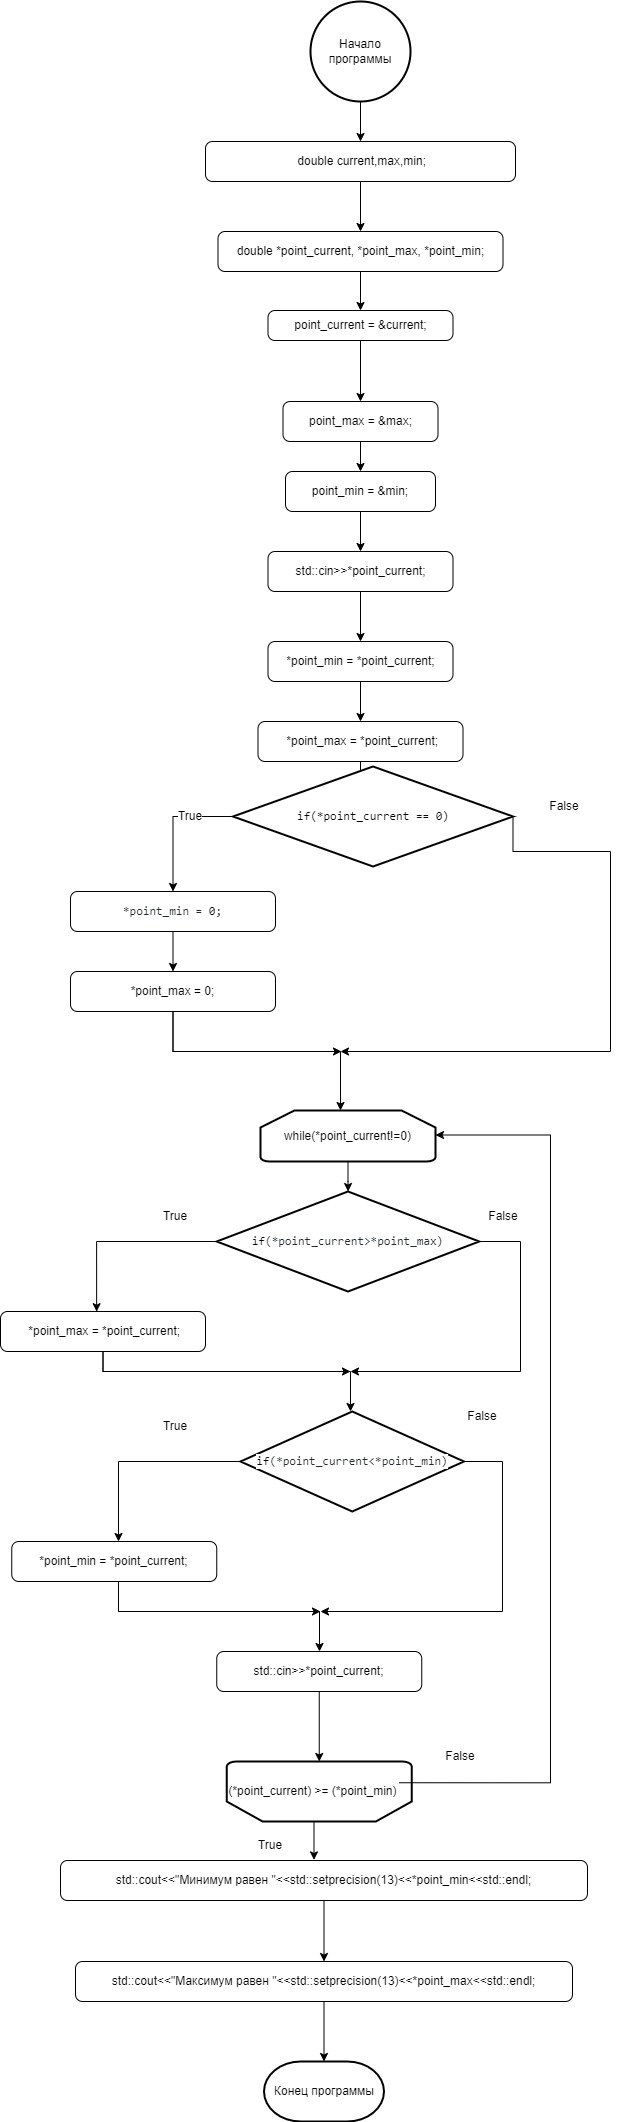 Начало
программы
double current,max,min;
double *point_current, *point_max, *point_min;
point_current = &current;
point_max = &max;
point_min = &min;
std::cin>>*point_current;
*point_min = *point_current;
*point_max = *point_current;
if(*point_current == 0)
True
False
*point_min = 0;
*point_max = 0;
while(*point_current!=0)
True
False
if(*point_current>*point_max)
*point_max = *point_current;
True
False
if(*point_current<*point_min)
*point_min = *point_current;
std::cin>>*point_current;
False
(*point_current) >= (*point_min)
True
std::cout<<"Минимум равен "<<std::setprecision(13)<<*point_min<<std::endl;
std::cout<<"Максимум равен "<<std::setprecision(13)<<*point_max<<std::endl;
Конец программы